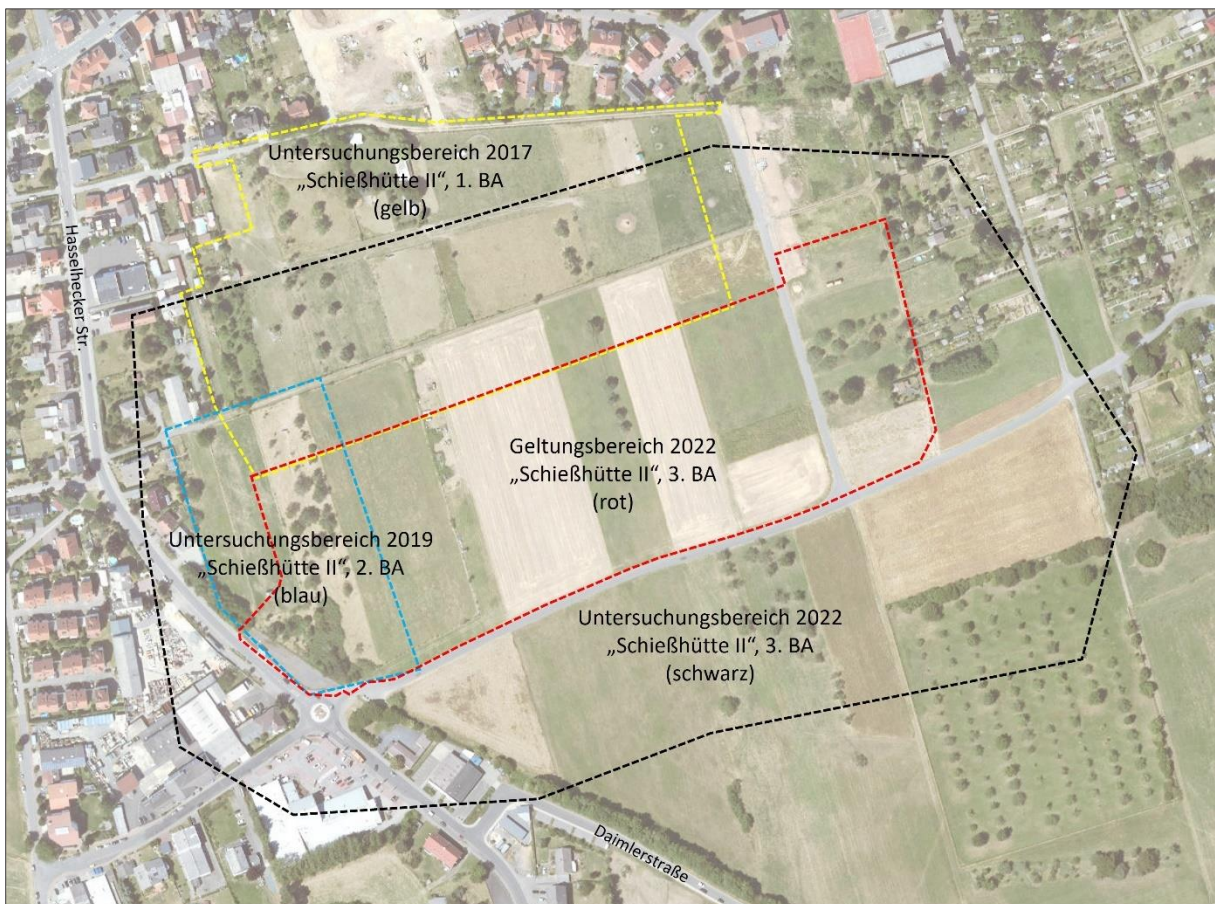 Untersuchungsbereich 2017
„Schießhütte II“, 1. BA
(gelb)
Hasselhecker Str.
Geltungsbereich 2022
„Schießhütte II“, 3. BA
(rot)
Untersuchungsbereich 2019
„Schießhütte II“, 2. BA
(blau)
Untersuchungsbereich 2022
„Schießhütte II“, 3. BA
(schwarz)
Daimlerstraße